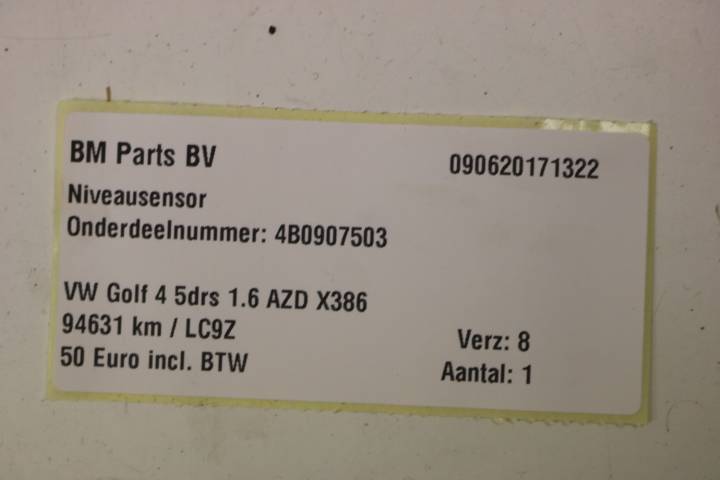 BM Parts BV 090620171322
Niveausensor
Onderdeelnummer: 4B0907503
VW Golf 4 5drs 1.6 AZD X386
94631 km / LC9Z Verz: 8
50 Euro incl. BTW Aantal: 1